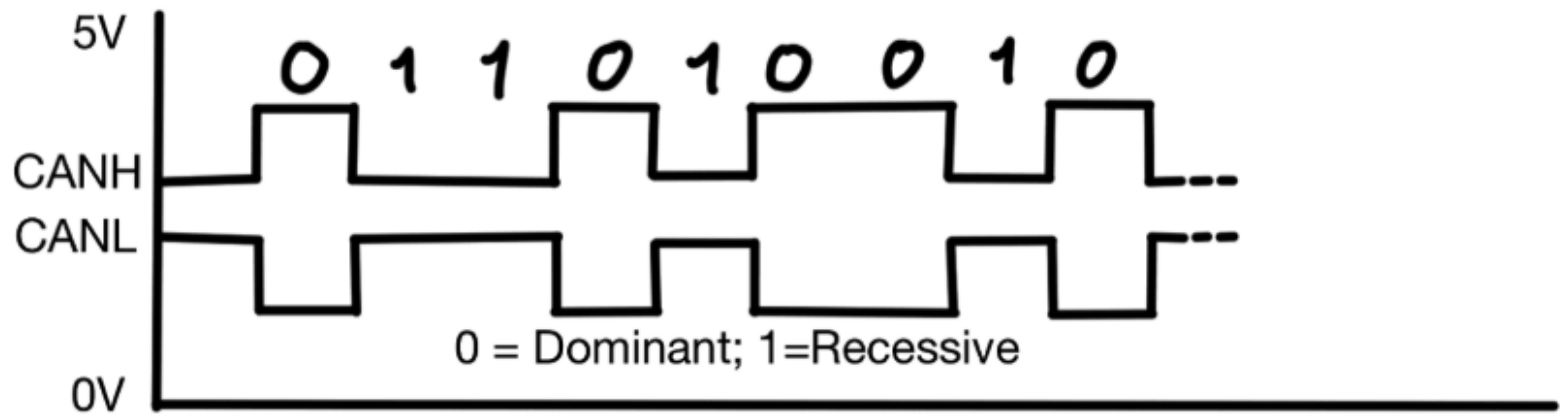 5V
0 1 1 0 1 0 0 1 0
CANH
CANL
0 = Dominant; 1=Recessive
0V